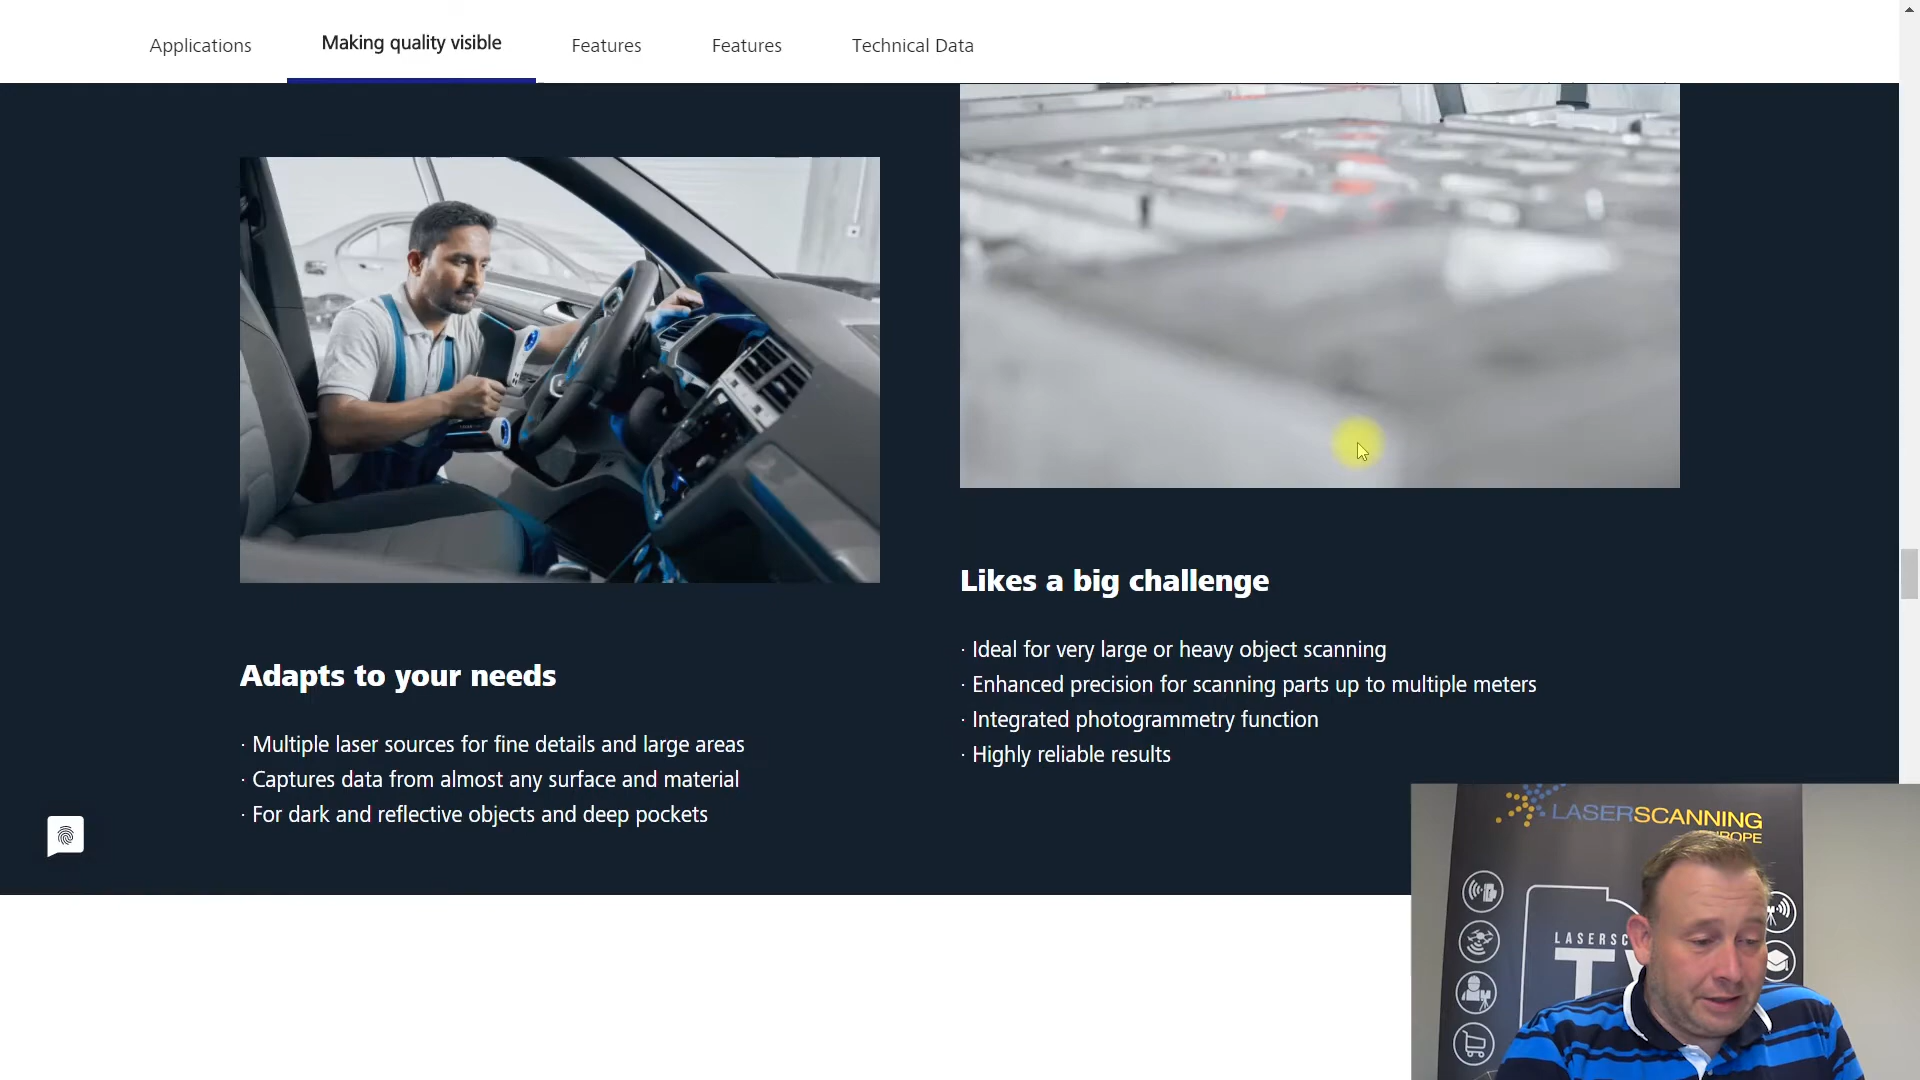 Applications
Making quality visible
Features
Features
Technical Data
Adapts to your needs
· Multiple laser sources for fine details and large areas
· Captures data from almost any surface and material
· For dark and reflective objects and deep pockets
Likes a big challenge
· Ideal for very large or heavy object scanning
· Enhanced precision for scanning parts up to multiple meters
· Integrated photogrammetry function
· Highly reliable results
LASERSCANNING